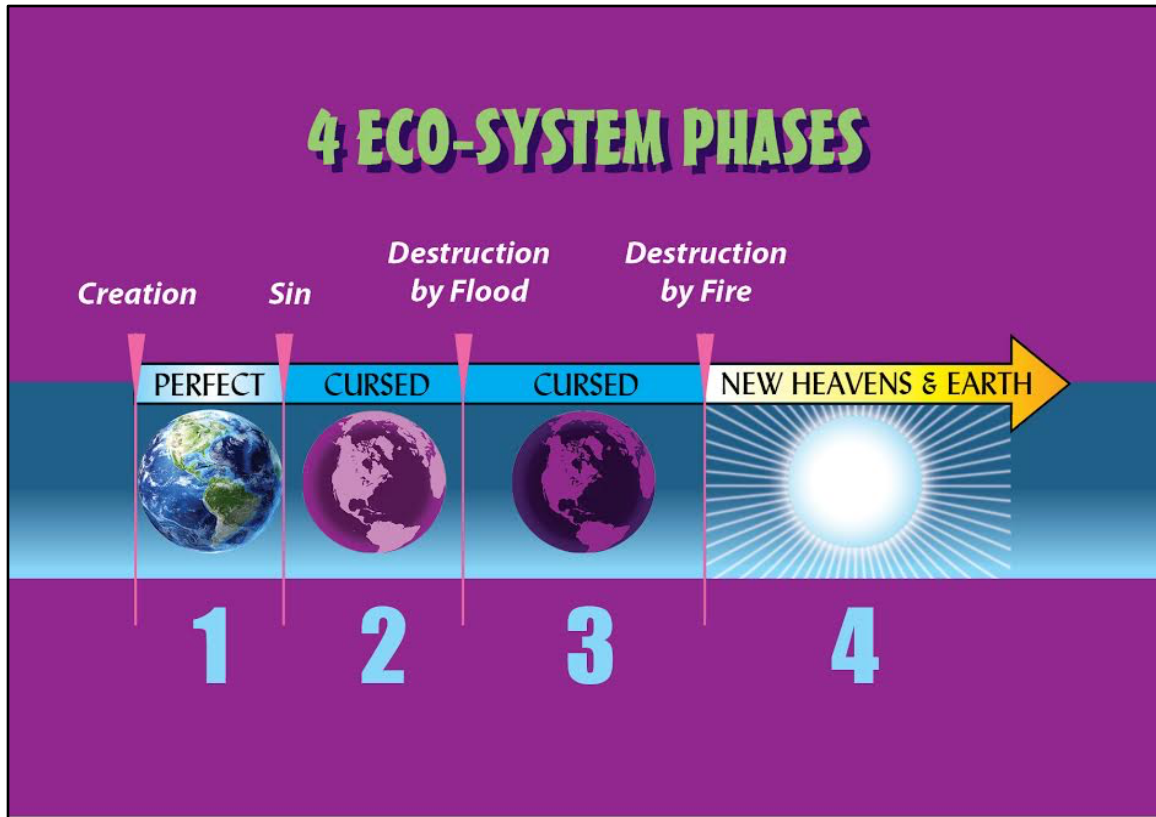 4 ECO-SYSTEM PHASES
Creation
Sin
Destruction
by Flood
Destruction
by Fire
PERFECT
CURSED
CURSED
NEW HEAVENS & EARTH
1
2
3
4